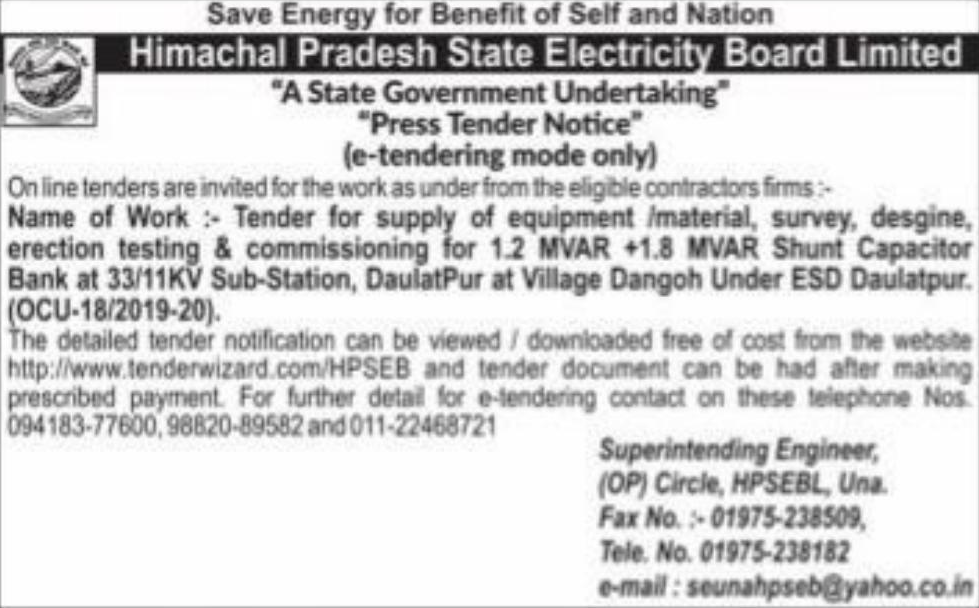 Save Energy for Benefit of Self and Nation
Himachal Pradesh State Electricity Board Limited
“A State Government Undertaking”
“Press Tender Notice”
(e-tendering mode only)
On line tenders are invited for the work as under from the eligible contractors firms :-
Name of Work :- Tender for supply of equipment /material, survey, desgine,
erection testing & commissioning for 1.2 MVAR +1.8 MVAR Shunt Capacitor
Bank at 33/11KV Sub-Station, DaulatPur at Village Dangoh Under ESD Daulatpur.
(OCU-18/2019-20).
The detailed tender notification can be viewed / downloaded free of cost from the website
http://www.tenderwizard.com/HPSEB and tender document can be had after making
prescribed payment. For further detail for e-tendering contact on these telephone Nos.
094183-77600, 98820-89582 and 011-22468721
Superintending Engineer,
(OP) Circle, HPSEBL, Una.
Fax No. :- 01975-238509,
Tele. No. 01975-238182
e-mail : seunahpseb@yahoo.co.in